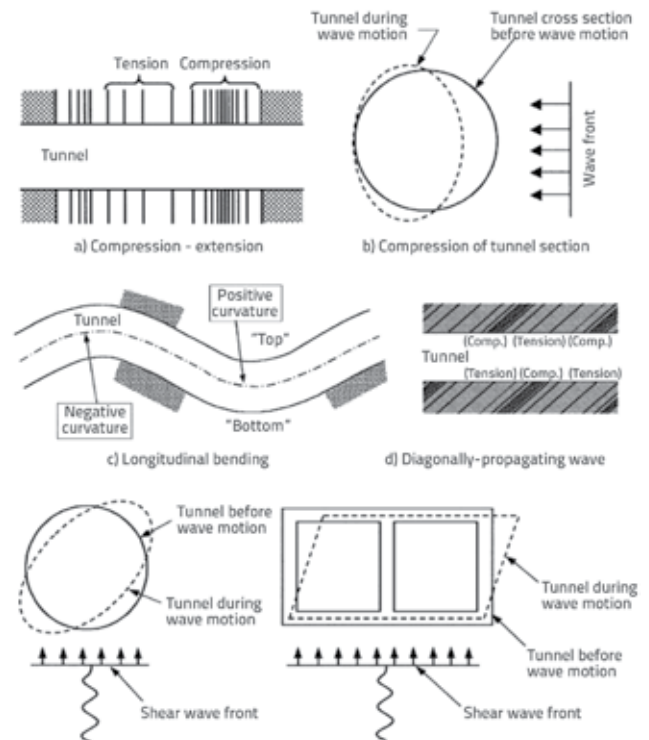 Tunnel during
wave motion
Tunnel cross section
before wave motion
Tension Compression
Tunnel
Wave front
a) Compression - extension
b) Compression of tunnel section
Positive
curvature
Tunnel
"Top"
Negative
curvature
"Bottom"
(Comp.) (Tension) (Comp.)
Tunnel
(Tension) (Comp.) (Tension)
c) Longitudinal bending
d) Diagonally-propagating wave
Tunnel before
wave motion
Tunnel during
wave motion
Shear wave front
Tunnel during
wave motion
Tunnel before
wave motion
Shear wave front